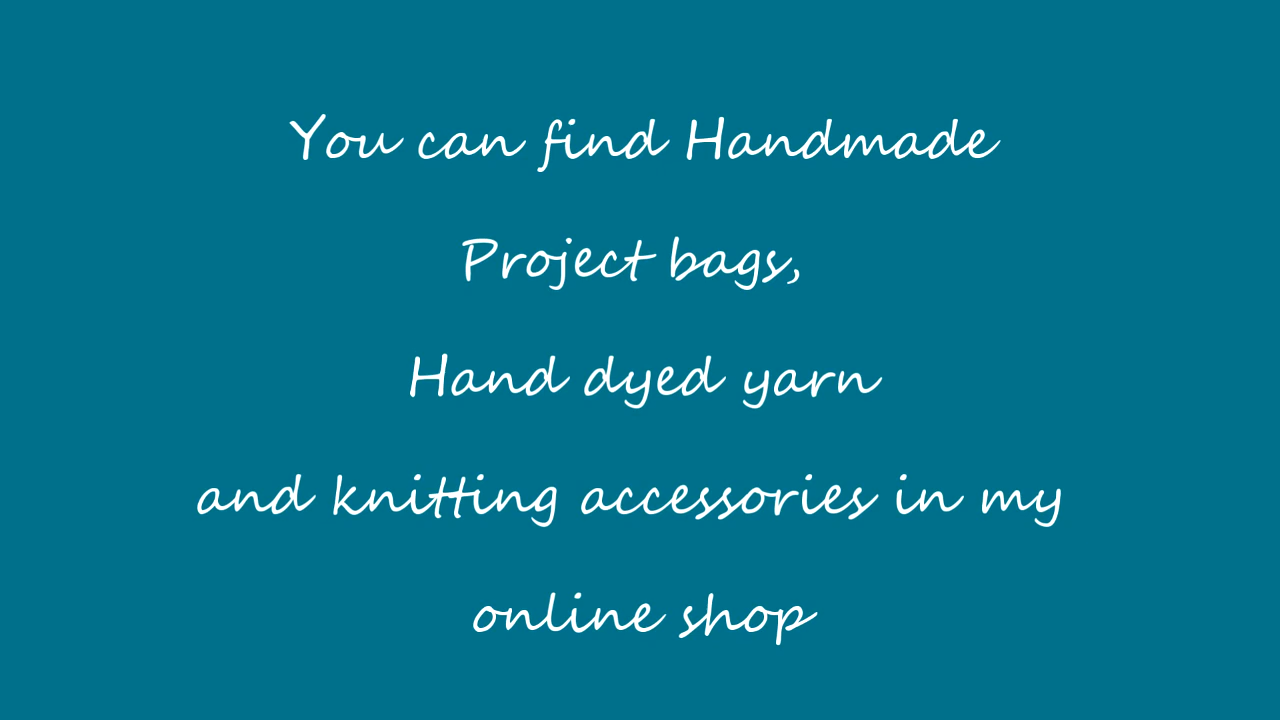 You can find Handmade
Project bags,
Hand dyed yarn
and knitting accessories in my
online shop